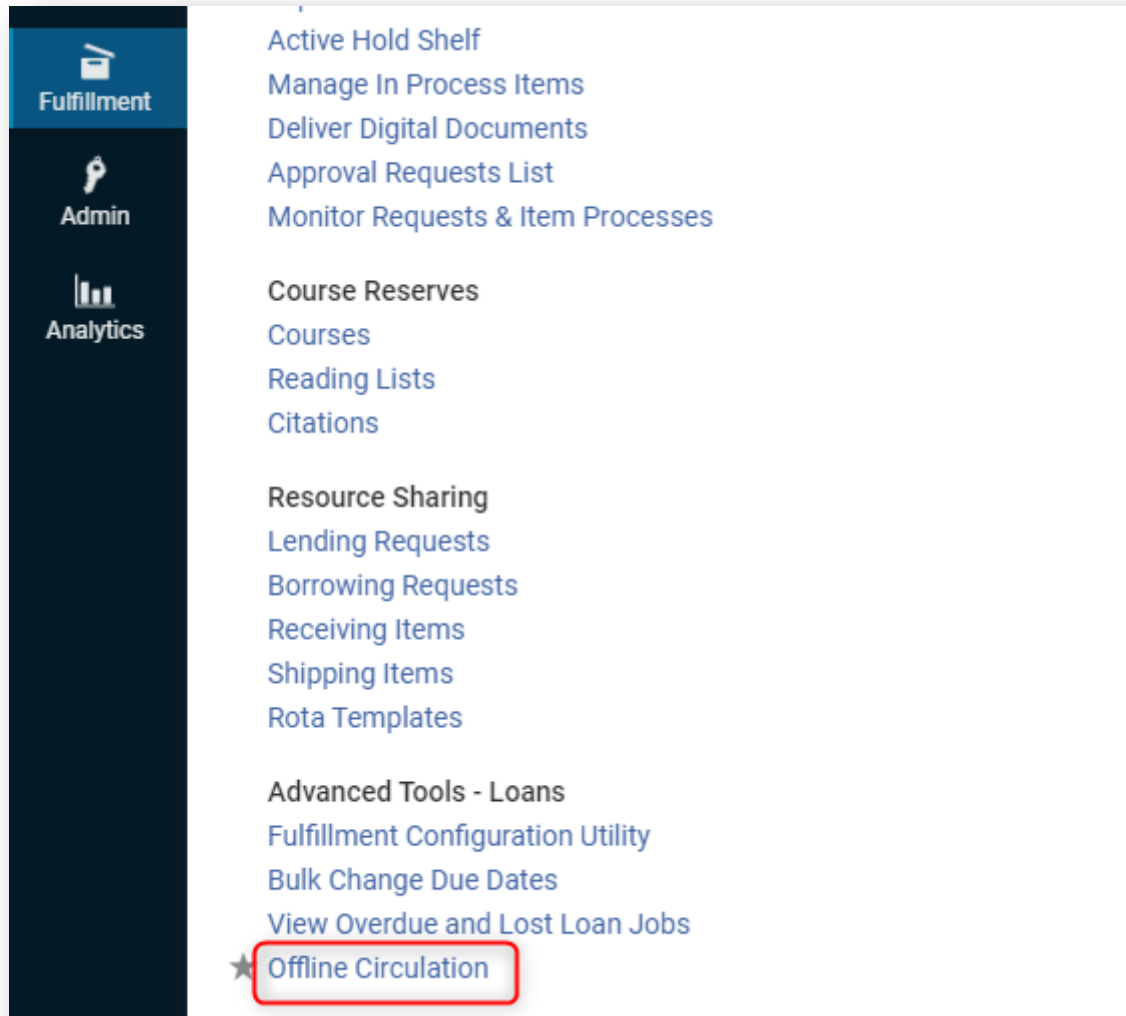 Fulfillment
Admin
Analytics
Active Hold Shelf
Manage In Process Items
Deliver Digital Documents
Approval Requests List
Monitor Requests & Item Processes
Course Reserves
Courses
Reading Lists
Citations
Resource Sharing
Lending Requests
Borrowing Requests
Receiving Items
Shipping Items
Rota Templates
Advanced Tools - Loans
Fulfillment Configuration Utility
Bulk Change Due Dates
View Overdue and Lost Loan Jobs
Offline Circulation